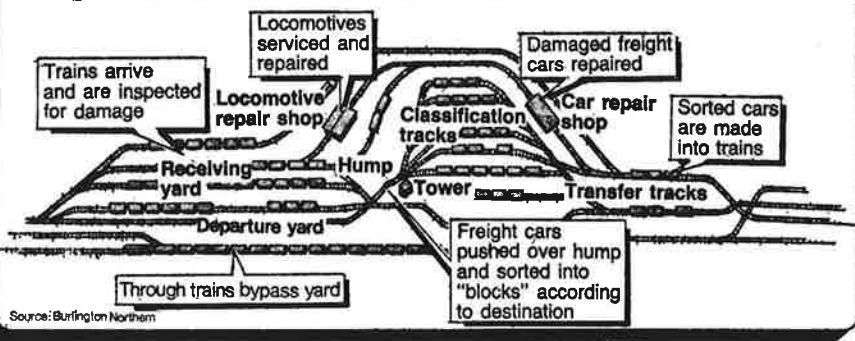 Locomotives
serviced and
repaired
Damaged freight
cars repaired
Trains arrive
and are inspected
for damage
Locomotive
repair shop
Classification
tracks
Car repair
shop
Sorted cars
are made
into trains
Receiving
yard
Hump
Tower
Transfer tracks
Departure yard
Freight cars
pushed over hump
and sorted into
"blocks" according
to destination
Through trains bypass yard
Source: Burlington Northern